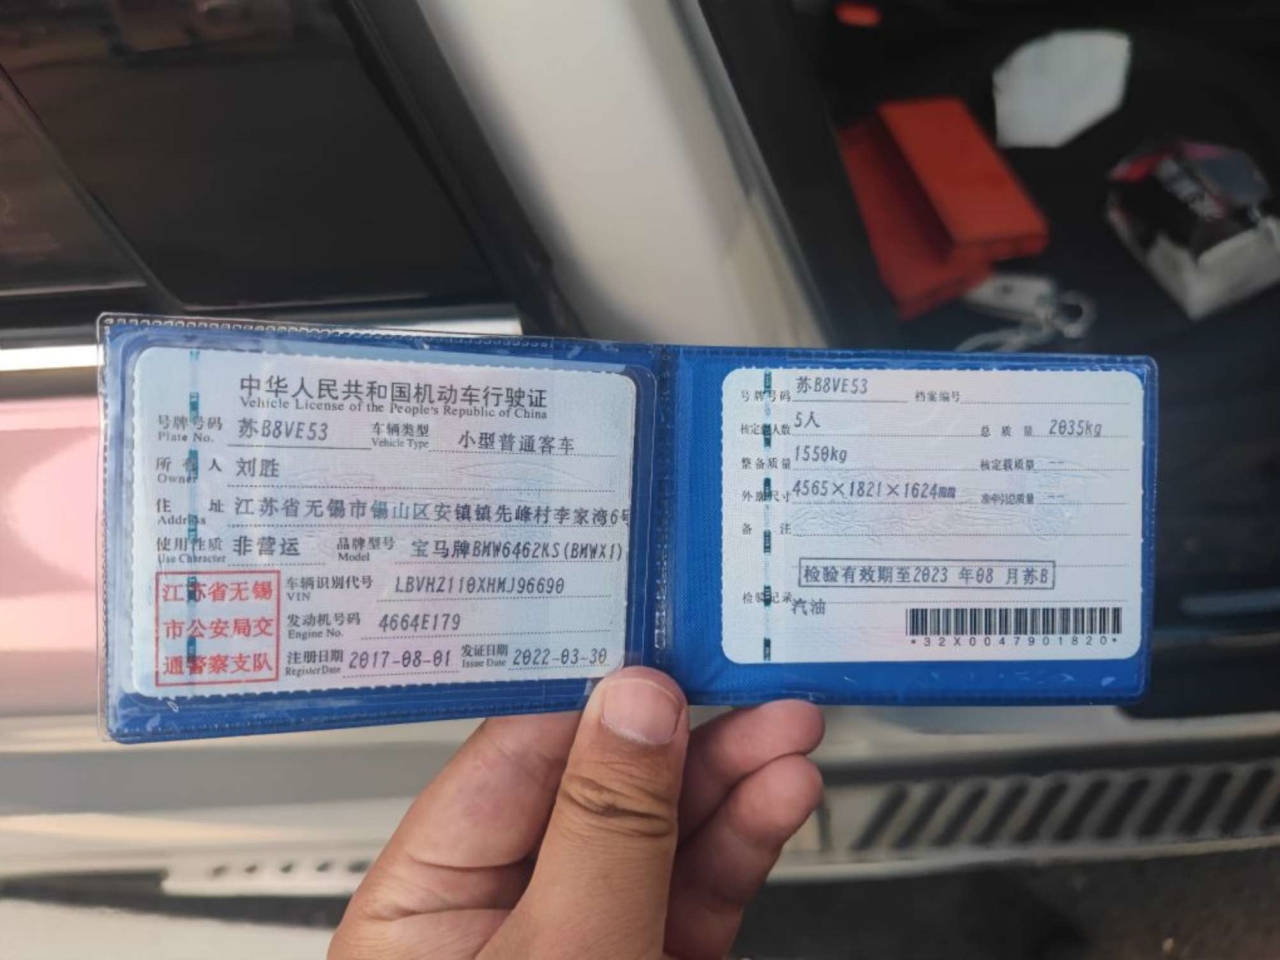 中华人民共和国机动车行驶证
Vehicle License of the People's Republic of China
号牌号码 苏B8VE53 车辆类型 小型普通客车
Plate No. Vehicle Type
所有人 刘胜
Owner
住址 江苏省无锡市锡山区安镇镇先峰村李家湾6号
Address
使用性质 非营运 品牌型号 宝马牌BMW6462KS(BMWX1)
Use Character Model
江苏省无锡
市公安局交
通警察支队
车辆识别代号 LBVHZ110XHMJ96690
VIN
发动机号码 4664E179
Engine No.
注册日期 2017-08-01 发证日期 2022-03-30
Register Date Issue Date
号牌号码 苏B8VE53 档案编号
核定载人数 5人 总质量 2035kg
整备质量 1550kg 核定载质量 --
外廓尺寸 4565×1821×1624mm 准牵引总质量 --
备注
检验有效期至2023 年08 月苏B
检验记录
汽油
*32X0047901820*